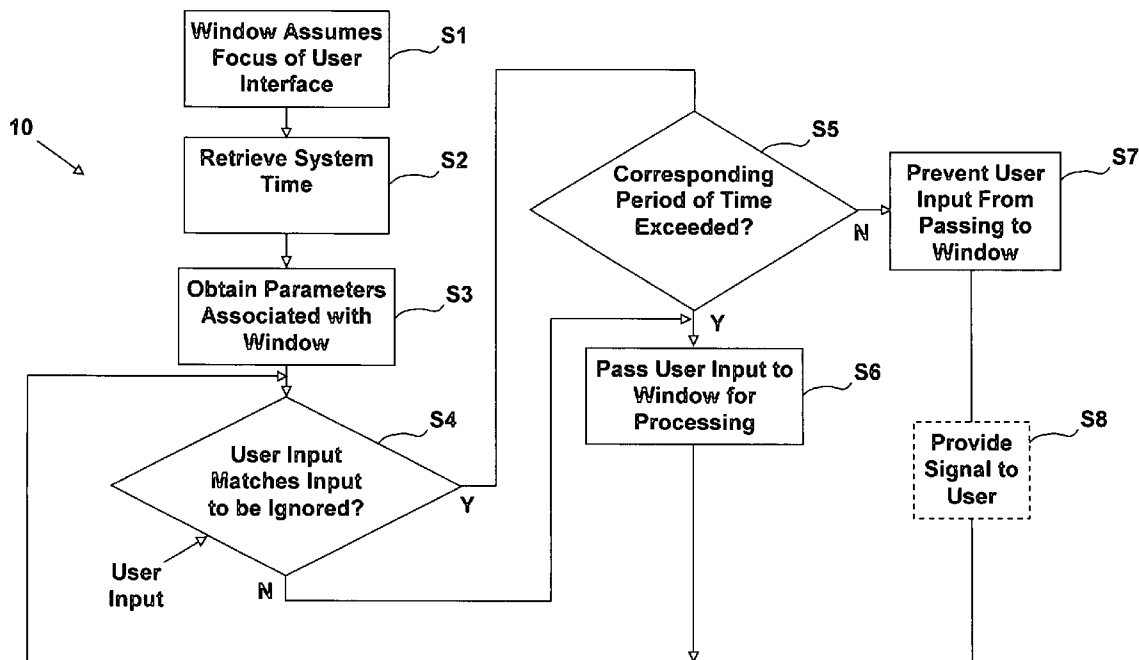 Window Assumes
Focus of User
Interface
S1
10
Retrieve System
Time
S2
Obtain Parameters
Associated with
Window
S3
User Input
Matches Input
to be Ignored?
S4
Y
N
User
Input
Corresponding
Period of Time
Exceeded?
S5
N
Y
Pass User Input to
Window for
Processing
S6
Prevent User
Input From
Passing to
Window
S7
Provide
Signal to
User
S8